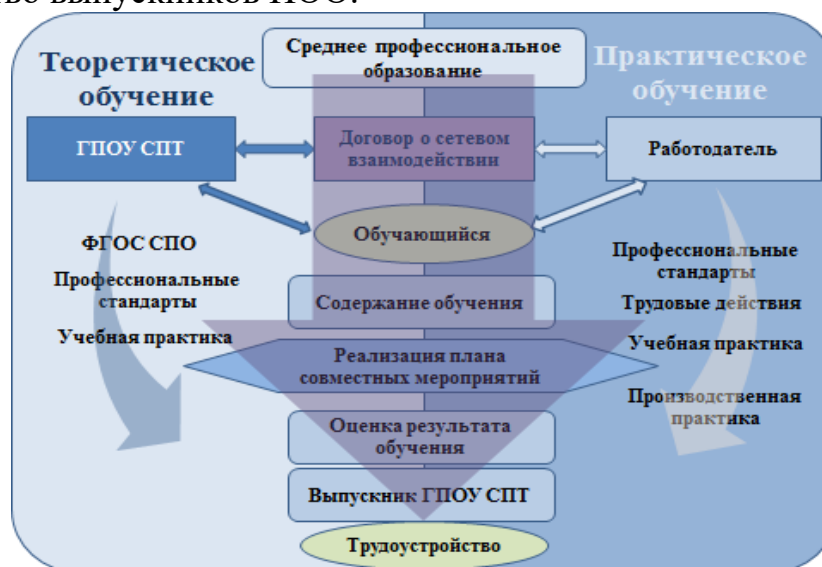 выпускников
Теоретическое
обучение
Среднее профессиональное
образование
Практическое
обучение
ГПОУ СПТ
Договор о сетевом
взаимодействии
Работодатель
Обучающийся
ФГОС СПО
Профессиональные
стандарты
Учебная практика
Содержание обучения
Реализация плана
совместных мероприятий
Оценка результата
обучения
Выпускник ГПОУ СПТ
Трудоустройство
Профессиональные
стандарты
Трудовые действия
Учебная практика
Производственная
практика